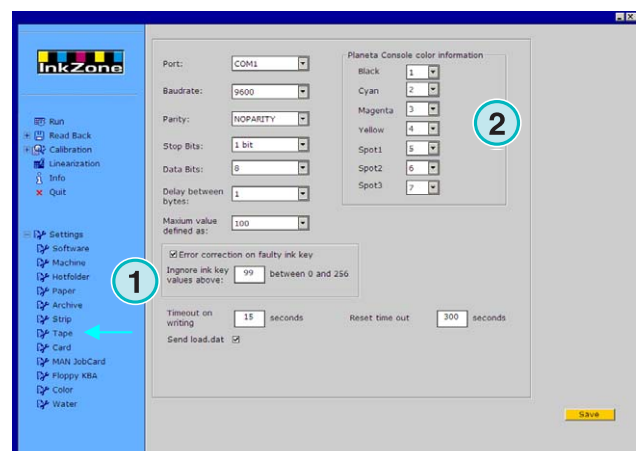 InkZone
Run
Read Back
Calibration
Linearization
Info
Quit
Settings
Software
Machine
Hotfolder
Paper
Archive
Strip
Tape
Card
MAN JobCard
Floppy KBA
Color
Water
Port: COM1
Baudrate: 9600
Parity: NOPARITY
Stop Bits: 1 bit
Data Bits: 8
Delay between
bytes: 1
Maxium value
defined as: 100
Planeta Console color information
Black 1
Cyan 2
Magenta 3
Yellow 4
Spot1 5
Spot2 6
Spot3 7
2
Error correction on faulty ink key
1
Ingnore ink key
values above: 99 between 0 and 256
Timeout on
writing 15 seconds
Reset time out 300 seconds
Send load.dat
Save